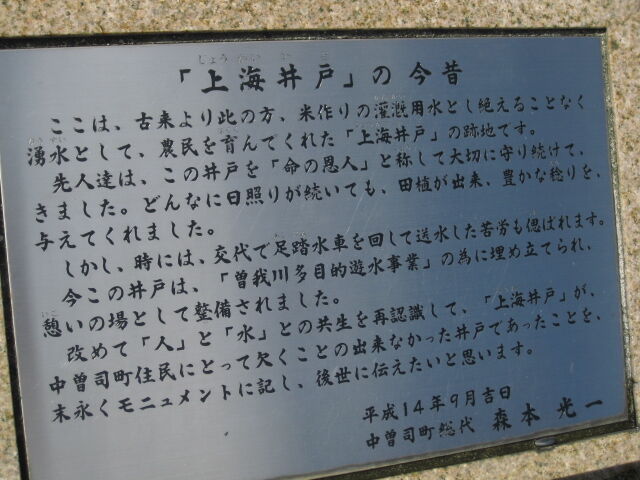 「上海井戸」の今昔
ここは、古来より此の方、米作りの灌漑用水とし絶えることなく
湧水として、農民を育んでくれた「上海井戸」の跡地です。
先人達は、この井戸を「命の恩人」と称して大切に守り続けて、
きました。どんなに日照りが続いても、田植が出来、豊かな稔りを、
与えてくれました。
しかし、時には、交代で足踏水車を回して送水した苦労も偲ばれます。
今この井戸は、「曽我川多目的遊水事業」の為に埋め立てられ、
憩いの場として整備されました。
改めて「人」と「水」との共生を再認識して、「上海井戸」が、
中曽司町住民にとって欠くことの出来なかった井戸であったことを、
末永くモニュメントに記し、後世に伝えたいと思います。
平成14年9月吉日
中曽司町総代 森本光一